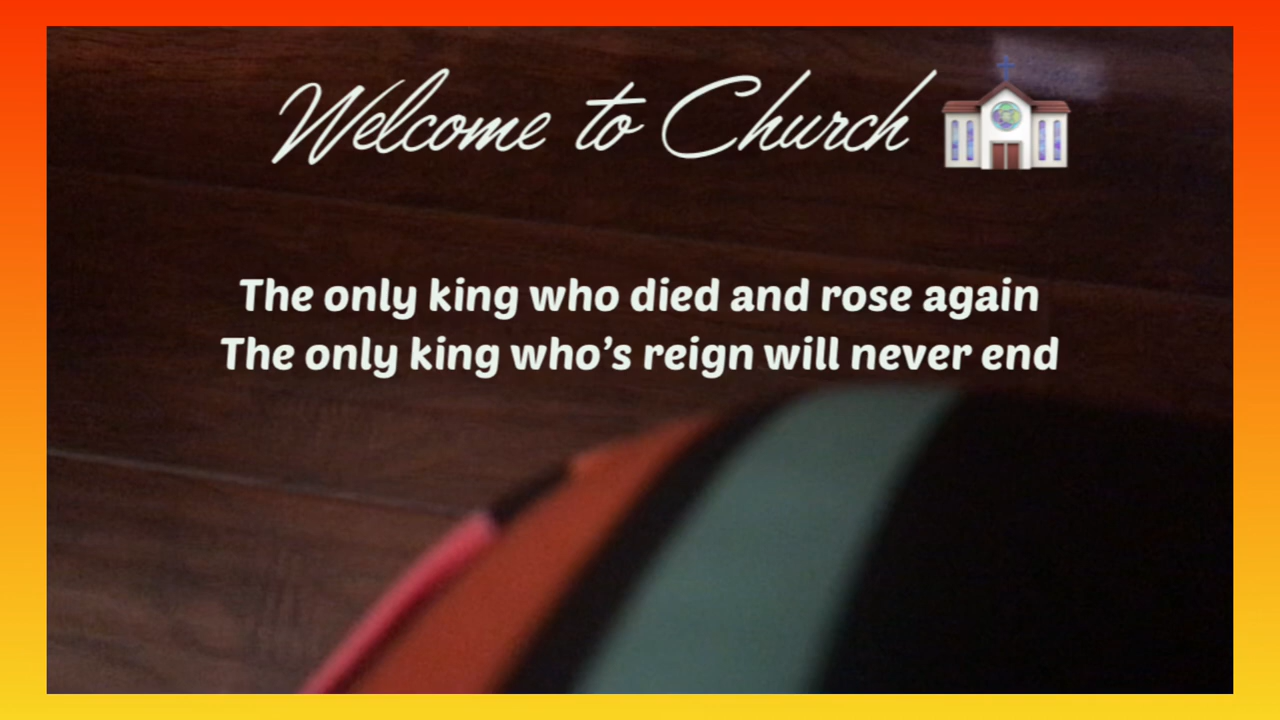 Welcome to Church
The only king who died and rose again
The only king who’s reign will never end